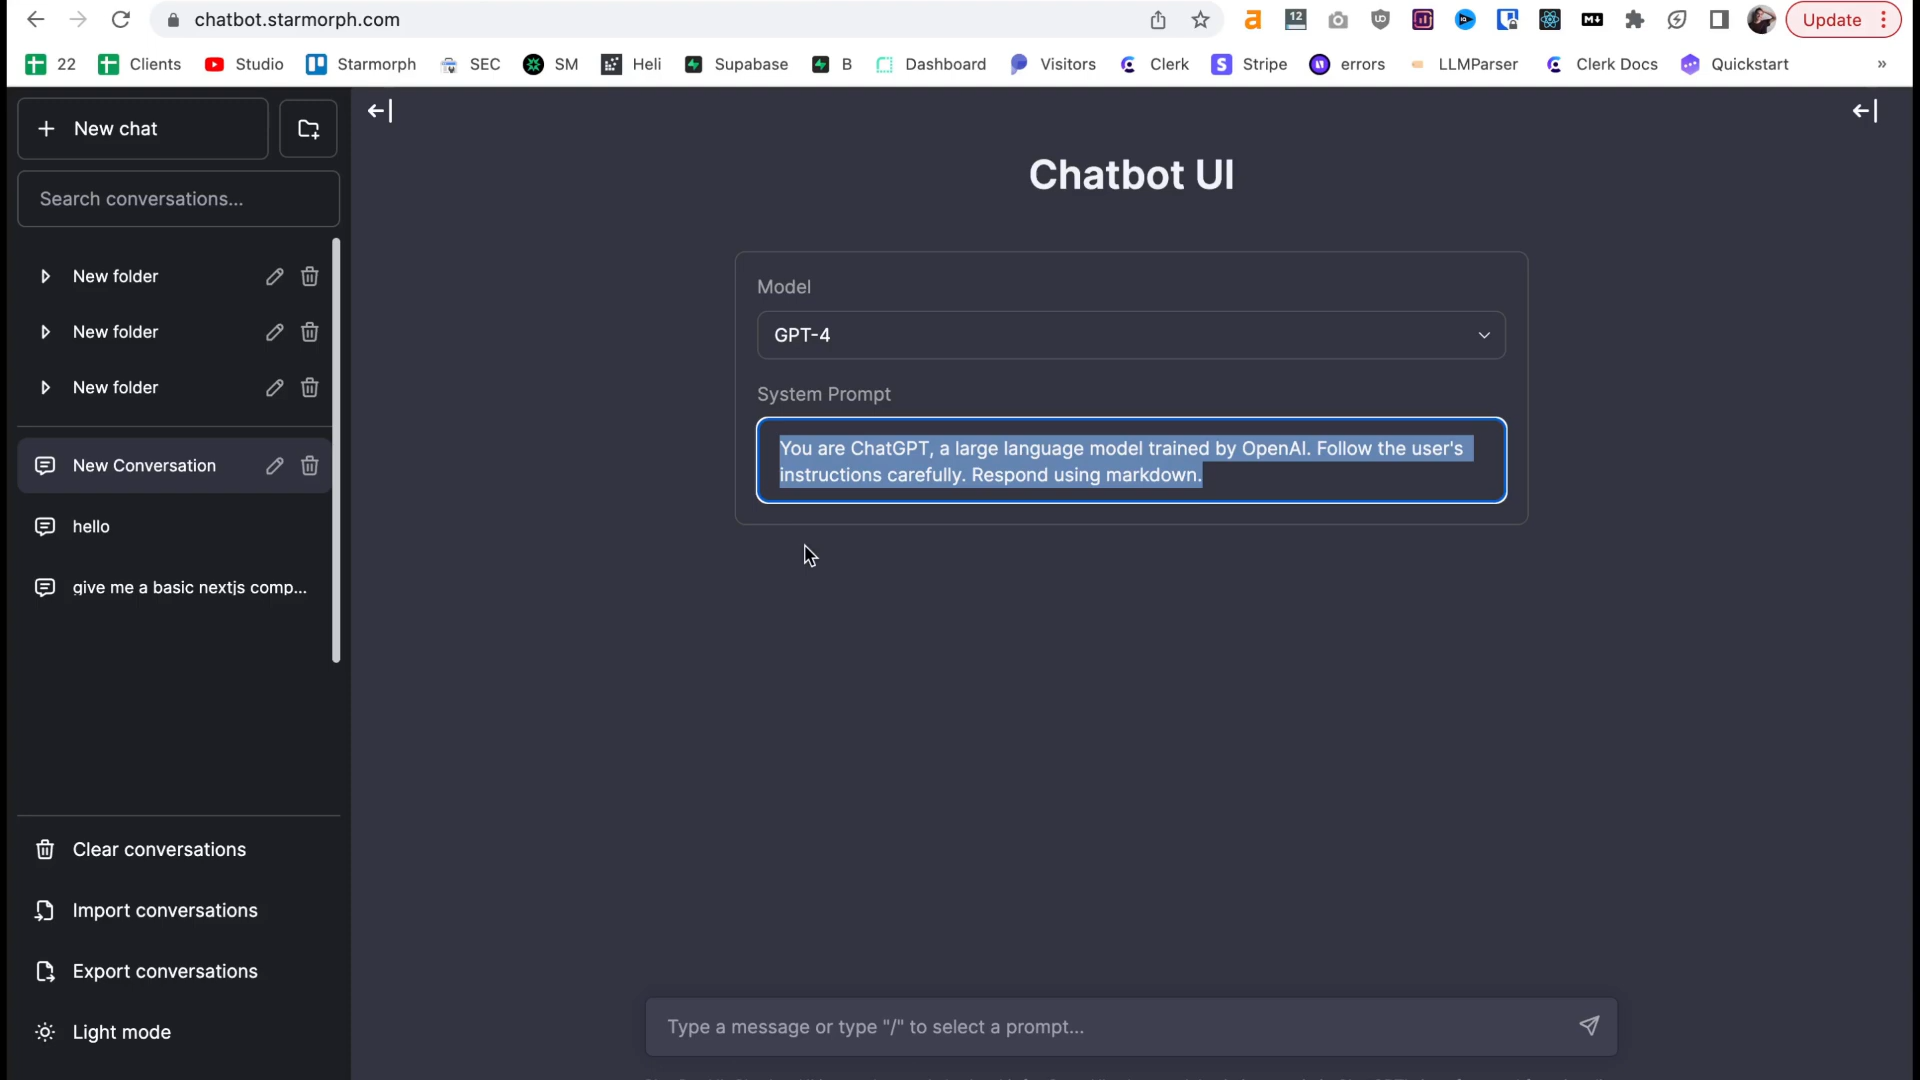 chatbot.starmorph.com
12
Update
22 Clients Studio Starmorph SEC SM Heli Supabase B Dashboard Visitors Clerk Stripe errors LLMParser Clerk Docs Quickstart »
+ New chat
Search conversations...
New folder
New folder
New folder
New Conversation
hello
give me a basic nextjs comp...
Clear conversations
Import conversations
Export conversations
Light mode
Chatbot UI
Model
GPT-4
System Prompt
You are ChatGPT, a large language model trained by OpenAI. Follow the user's
instructions carefully. Respond using markdown.
Type a message or type "/" to select a prompt...